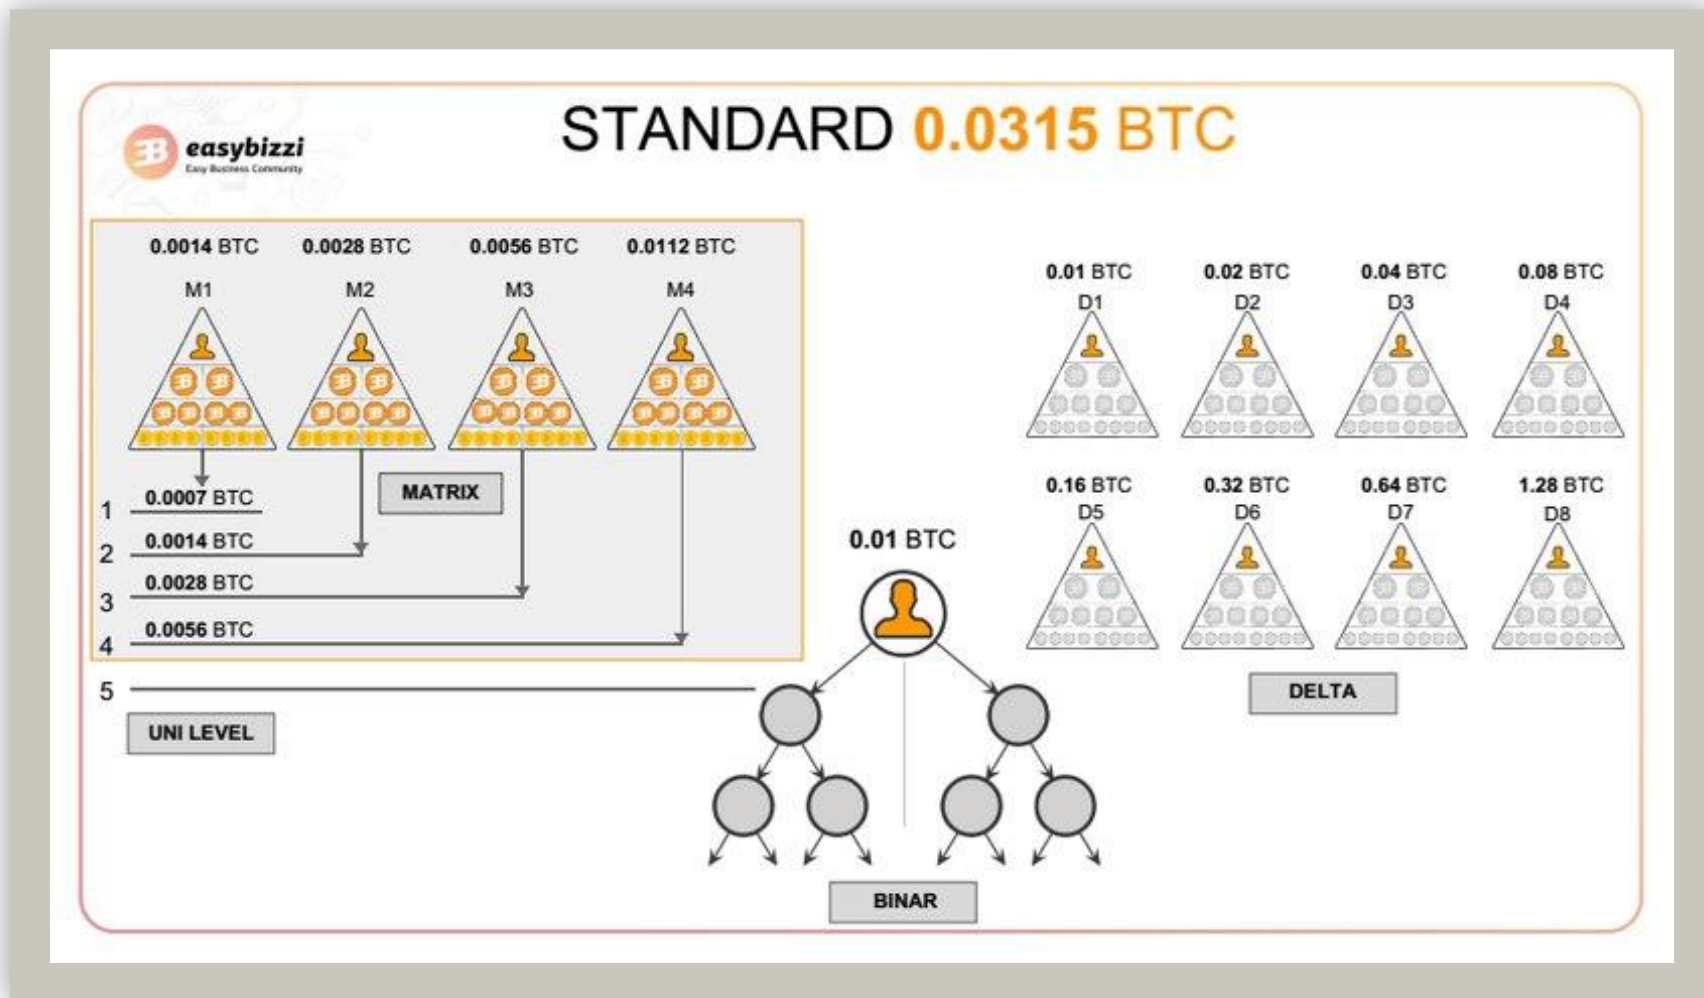 STANDARD 0.0315 BTC
easybizzi
Easy Business Community
0.0014 BTC 0.0028 BTC 0.0056 BTC 0.0112 BTC
M1 M2 M3 M4
MATRIX
1 0.0007 BTC
2 0.0014 BTC
3 0.0028 BTC
4 0.0056 BTC
5
UNI LEVEL
0.01 BTC
BINAR
0.01 BTC 0.02 BTC 0.04 BTC 0.08 BTC
D1 D2 D3 D4
0.16 BTC 0.32 BTC 0.64 BTC 1.28 BTC
D5 D6 D7 D8
DELTA